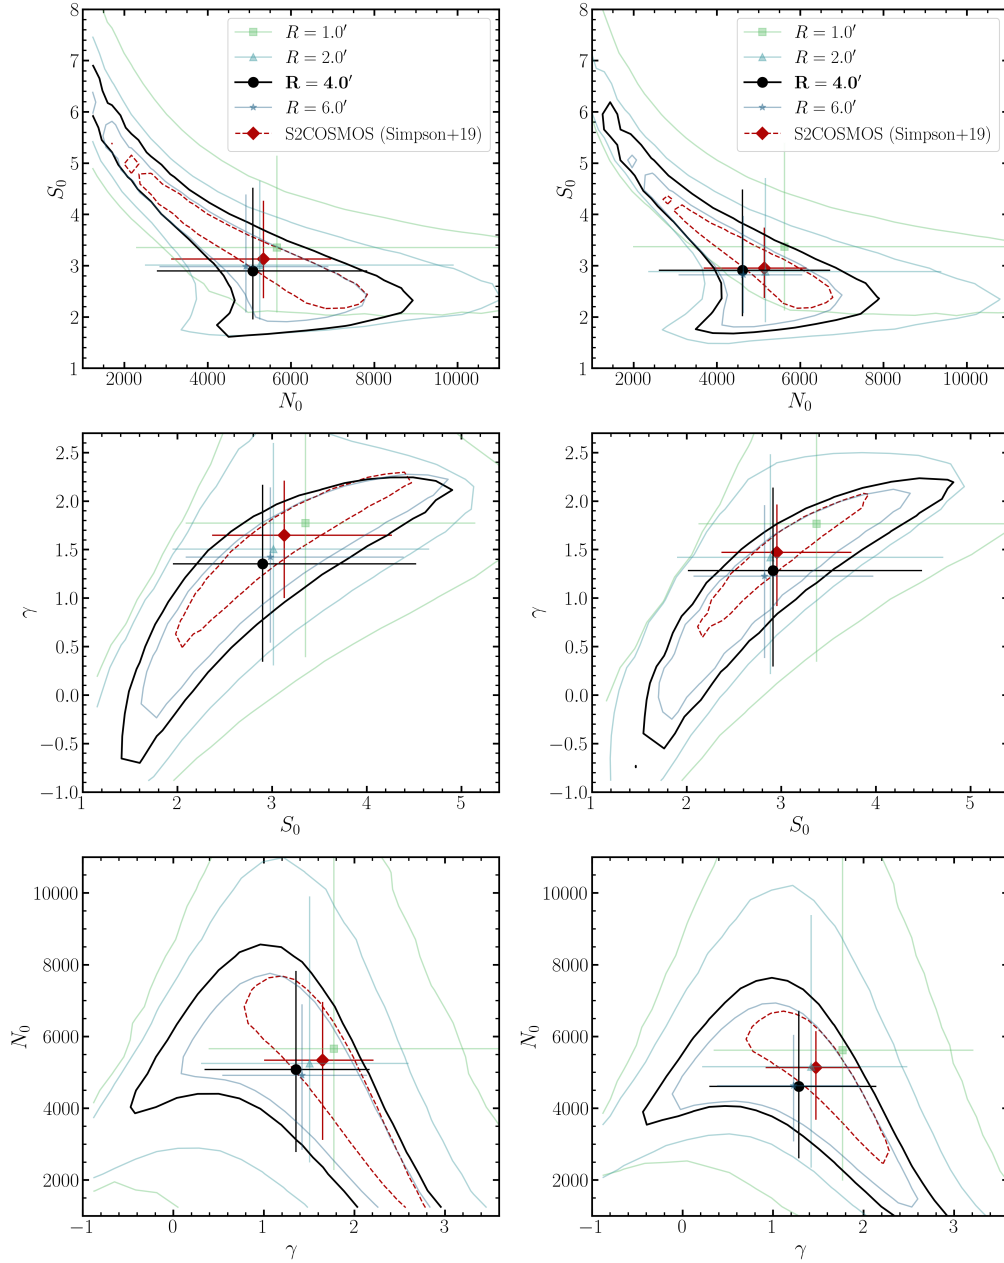 8
7
6
5
4
3
2
1
S₀
R = 1.0′
R = 2.0′
R = 4.0′
R = 6.0′
S2COSMOS (Simpson+19)
2000 4000 6000 8000 10000
N₀
8
7
6
5
4
3
2
1
S₀
R = 1.0′
R = 2.0′
R = 4.0′
R = 6.0′
S2COSMOS (Simpson+19)
2000 4000 6000 8000 10000
N₀
2.5
2.0
1.5
1.0
0.5
0.0
−0.5
−1.0
γ
1 2 3 4 5
S₀
2.5
2.0
1.5
1.0
0.5
0.0
−0.5
−1.0
γ
1 2 3 4 5
S₀
10000
8000
6000
4000
2000
N₀
−1 0 1 2 3
γ
10000
8000
6000
4000
2000
N₀
−1 0 1 2 3
γ